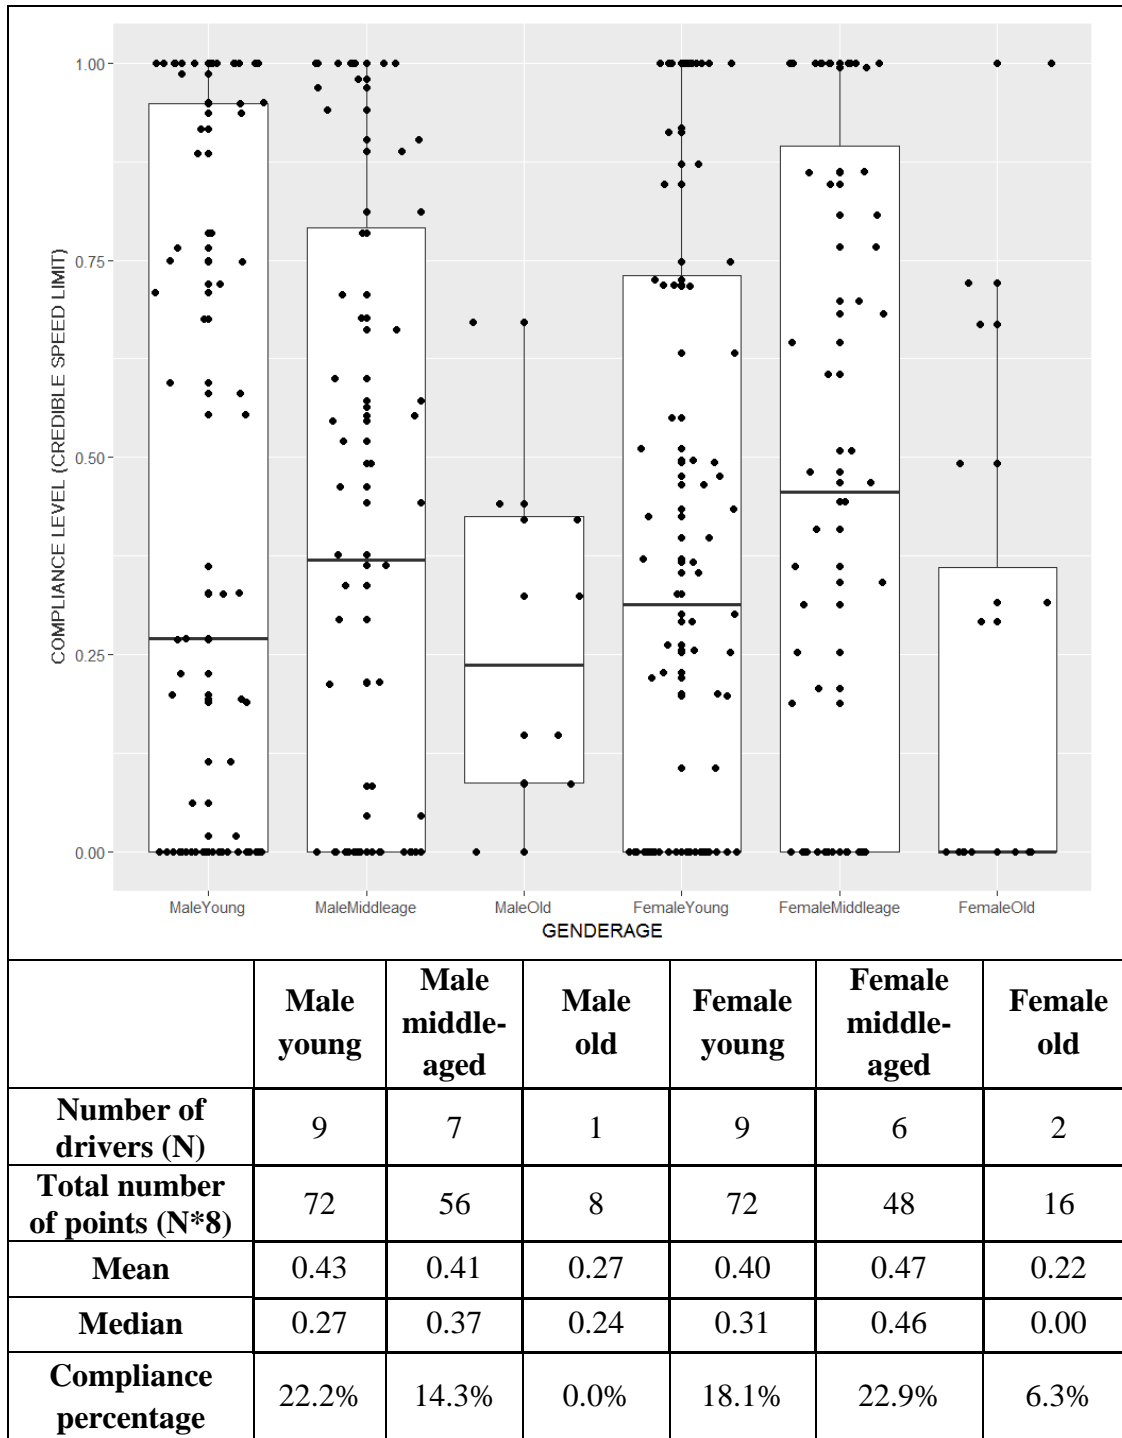 COMPLIANCE LEVEL (CREDIBLE SPEED LIMIT)
1.00
0.75
0.50
0.25
0.00
MaleYoung MaleMiddleage MaleOld FemaleYoung FemaleMiddleage FemaleOld
GENDERAGE
Male young Male middle-aged Male old Female young Female middle-aged Female old
Number of drivers (N) 9 7 1 9 6 2
Total number of points (N*8) 72 56 8 72 48 16
Mean 0.43 0.41 0.27 0.40 0.47 0.22
Median 0.27 0.37 0.24 0.31 0.46 0.00
Compliance percentage 22.2% 14.3% 0.0% 18.1% 22.9% 6.3%